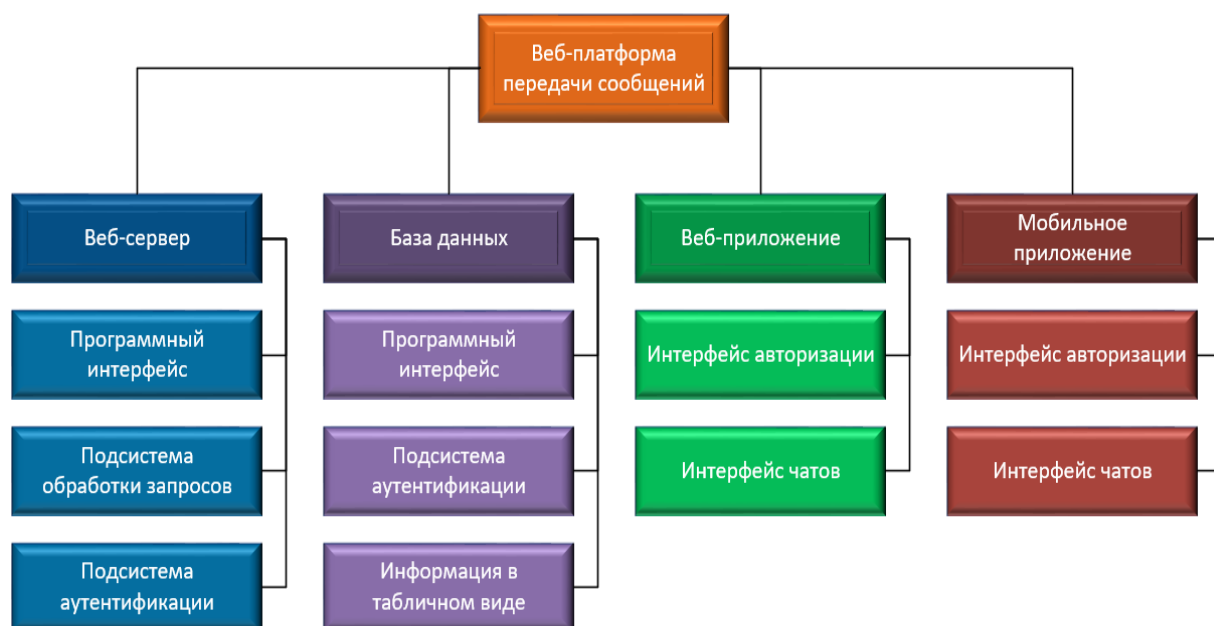 Веб-платформа
передачи сообщений
Веб-сервер
База данных
Веб-приложение
Мобильное
приложение
Программный
интерфейс
Программный
интерфейс
Интерфейс авторизации
Интерфейс авторизации
Подсистема
обработки запросов
Подсистема
аутентификации
Интерфейс чатов
Интерфейс чатов
Подсистема
аутентификации
Информация в
табличном виде